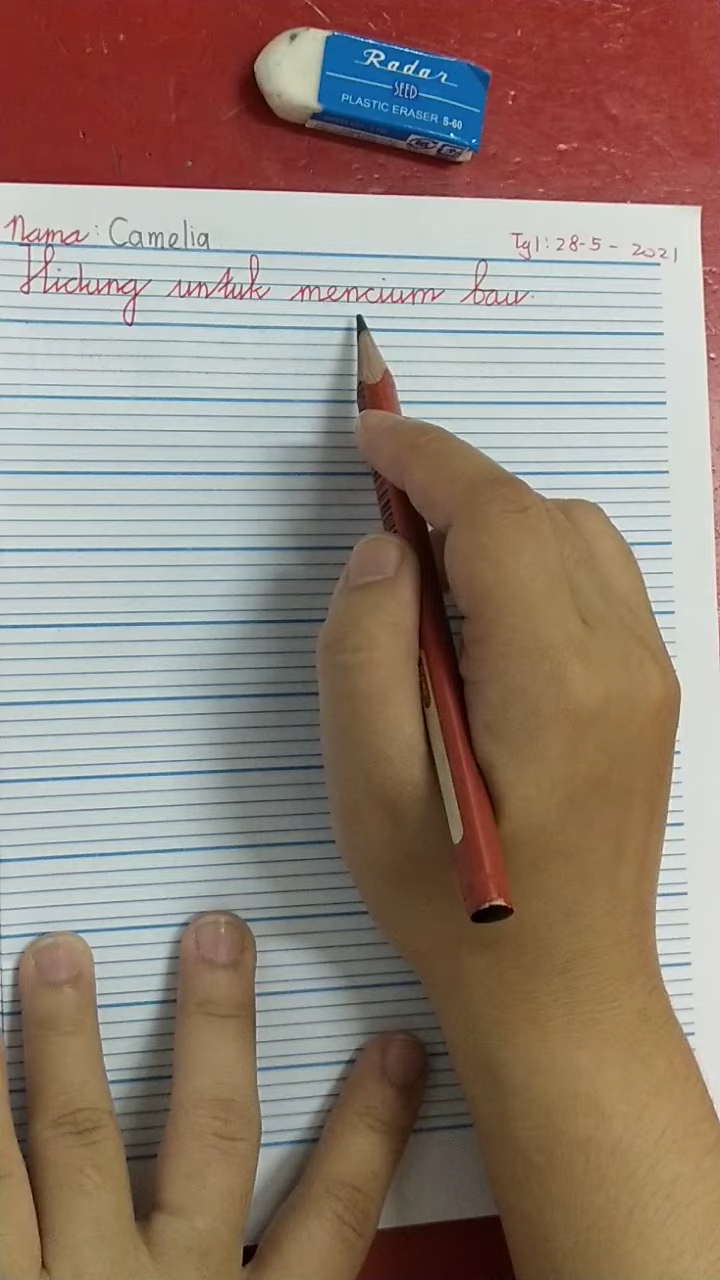 Radar
SEED
PLASTIC ERASER S-60
Nama: Camelia
Tgl: 28-5-2021
Hidung untuk mencium bau.